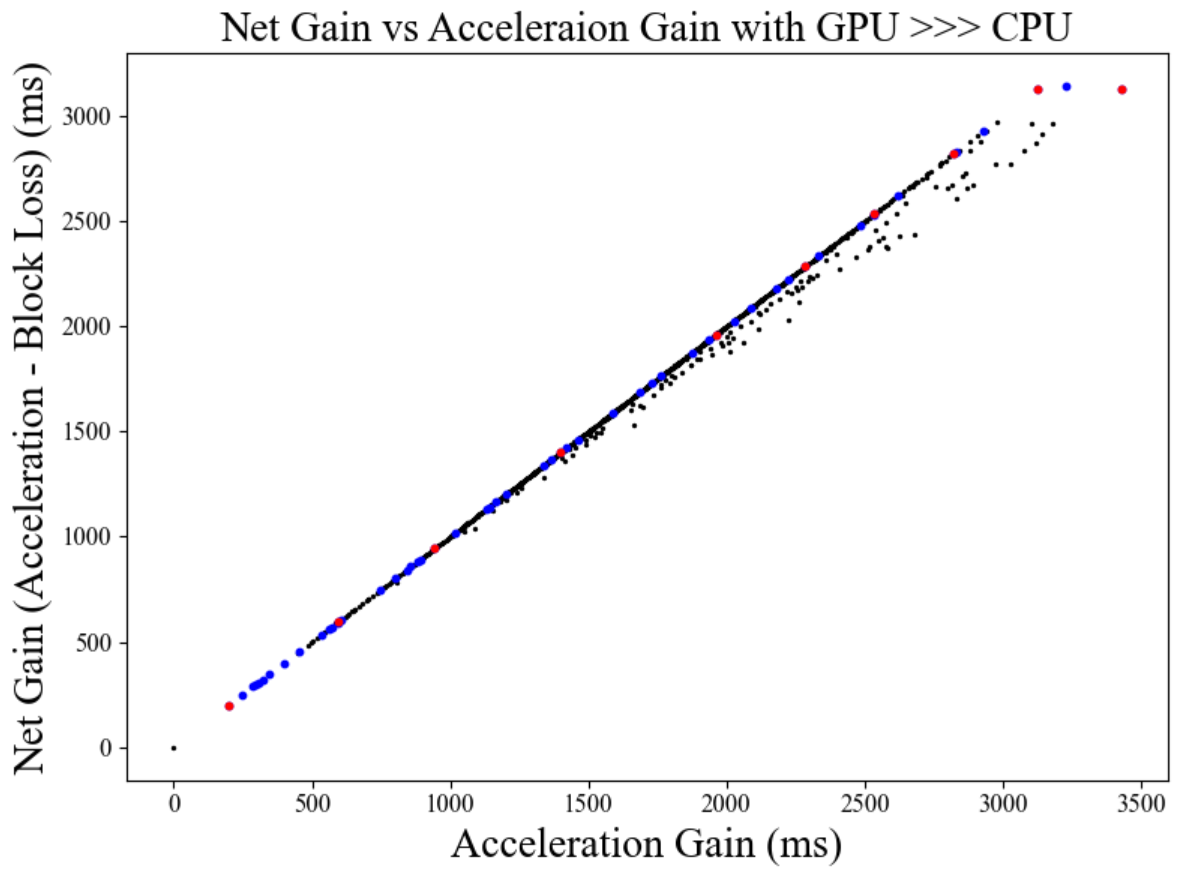 Net Gain vs Acceleraion Gain with GPU >>> CPU
Net Gain (Acceleration - Block Loss) (ms)
3000
2500
2000
1500
1000
500
0
0 500 1000 1500 2000 2500 3000 3500
Acceleration Gain (ms)